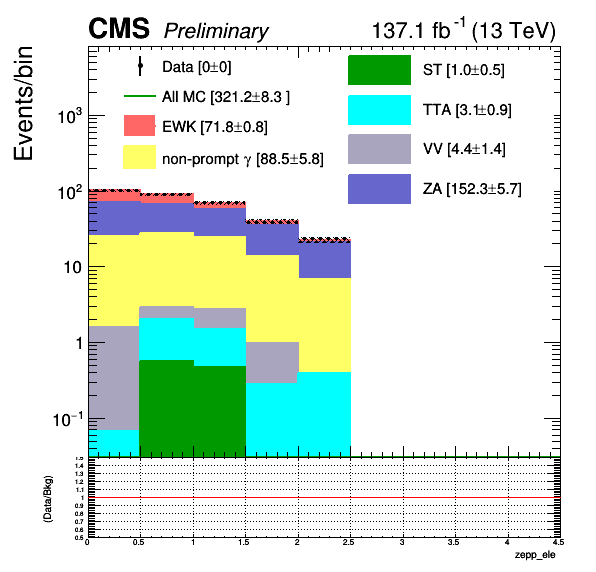 CMS Preliminary 137.1 fb⁻¹ (13 TeV)
Events/bin
Data [0±0]
All MC [321.2±8.3 ]
EWK [71.8±0.8]
non-prompt γ [88.5±5.8]
ST [1.0±0.5]
TTA [3.1±0.9]
VV [4.4±1.4]
ZA [152.3±5.7]
10³
10²
10
1
10⁻¹
(Data/Bkg)
1.5
1.4
1.3
1.2
1.1
1
0.9
0.8
0.7
0.6
0.5
0 0.5 1 1.5 2 2.5 3 3.5 4 4.5
zepp_ele